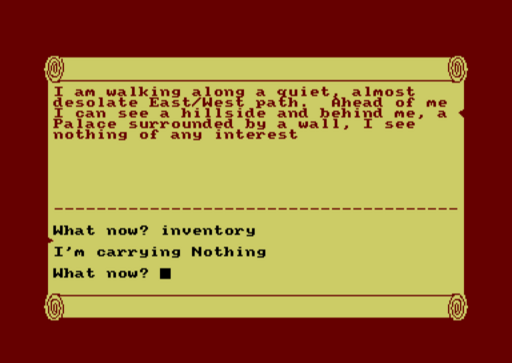 I am walking along a quiet, almost
desolate East/West path.  Ahead of me
I can see a hillside and behind me, a
Palace surrounded by a wall, I see
nothing of any interest
What now? inventory
I'm carrying Nothing
What now?